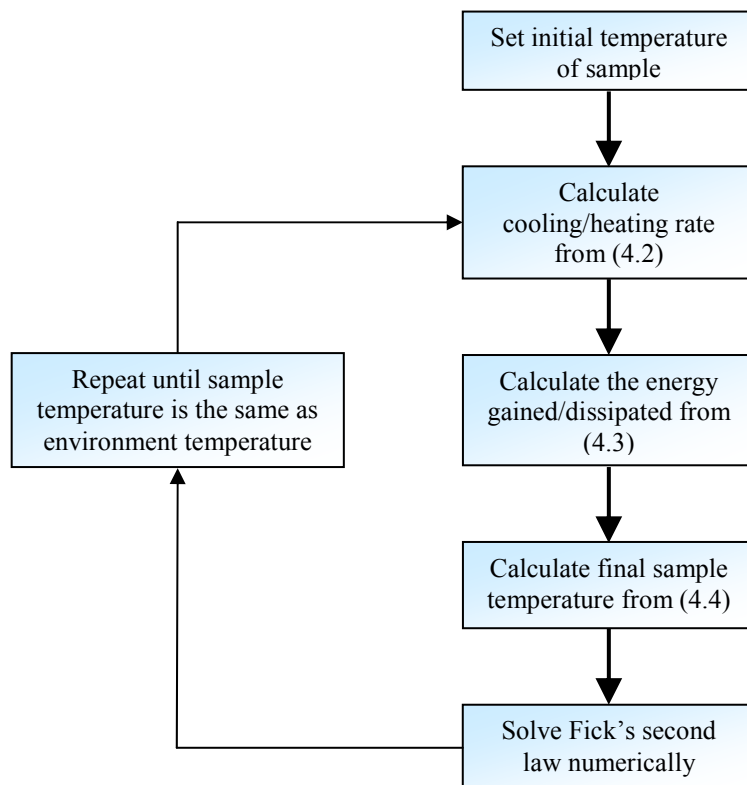 Set initial temperature
of sample
Calculate
cooling/heating rate
from (4.2)
Calculate the energy
gained/dissipated from
(4.3)
Calculate final sample
temperature from (4.4)
Solve Fick’s second
law numerically
Repeat until sample
temperature is the same as
environment temperature